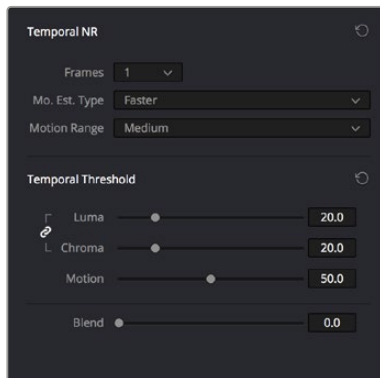 Temporal NR
Frames 1
Mo. Est. Type Faster
Motion Range Medium
Temporal Threshold
Luma 20.0
Chroma 20.0
Motion 50.0
Blend 0.0